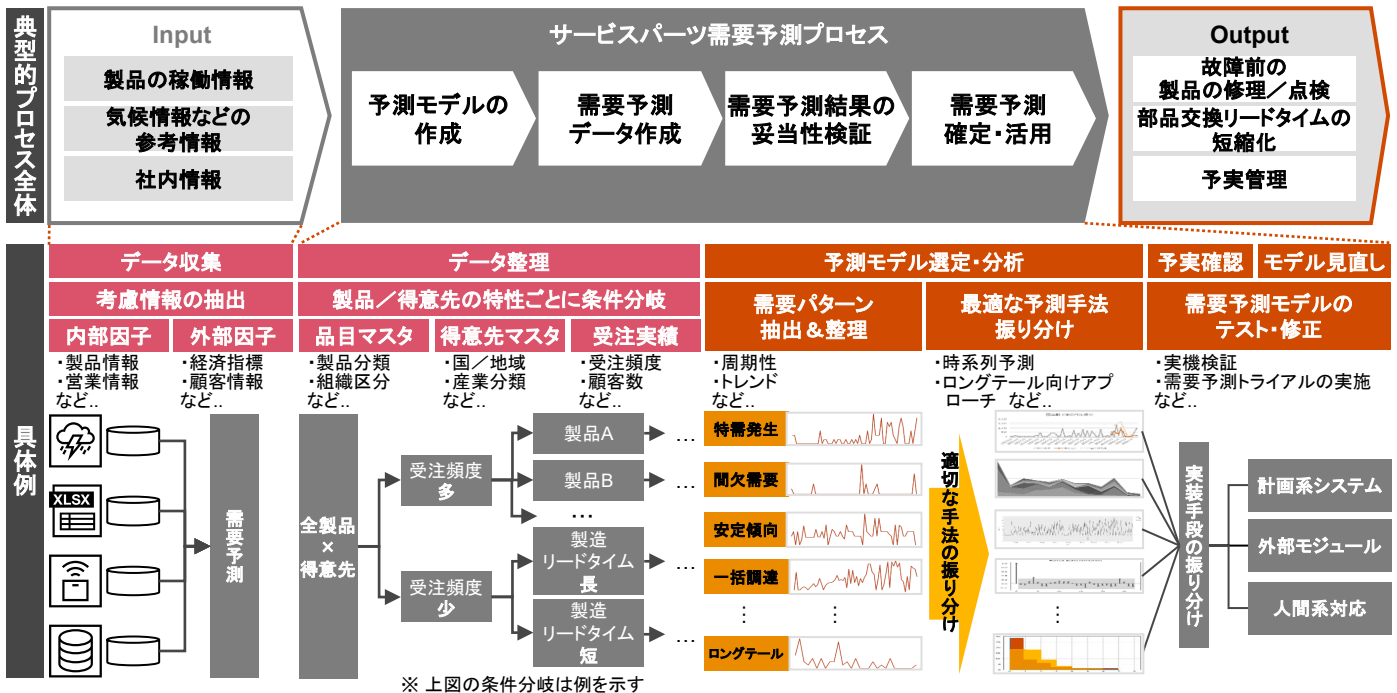 典型的プロセス全体
Input
製品の稼働情報
気候情報などの
参考情報
社内情報
サービスパーツ需要予測プロセス
予測モデルの
作成
需要予測
データ作成
需要予測結果の
妥当性検証
需要予測
確定・活用
Output
故障前の
製品の修理／点検
部品交換リードタイムの
短縮化
予実管理
具体例
データ収集
データ整理
予測モデル選定・分析
予実確認
モデル見直し
考慮情報の抽出
製品／得意先の特性ごとに条件分岐
需要パターン
抽出＆整理
最適な予測手法
振り分け
需要予測モデルの
テスト・修正
内部因子
外部因子
品目マスタ
得意先マスタ
受注実績
・製品情報
・営業情報
など..
・経済指標
・顧客情報
など..
・製品分類
・組織区分
など..
・国／地域
・産業分類
など..
・受注頻度
・顧客数
など..
・周期性
・トレンド
など..
・時系列予測
・ロングテール向けアプ
ローチ など..
・実機検証
・需要予測トライアルの実施
など..
XLSX
需要予測
全製品
×
得意先
受注頻度
多
受注頻度
少
製品A
製品B
…
製造
リードタイム
長
製造
リードタイム
短
…
…
…
…
特需発生
間欠需要
安定傾向
一括調達
⋮
⋮
ロングテール
適切な手法の振り分け
⋮
実装手段の振り分け
計画系システム
外部モジュール
人間系対応
※ 上図の条件分岐は例を示す